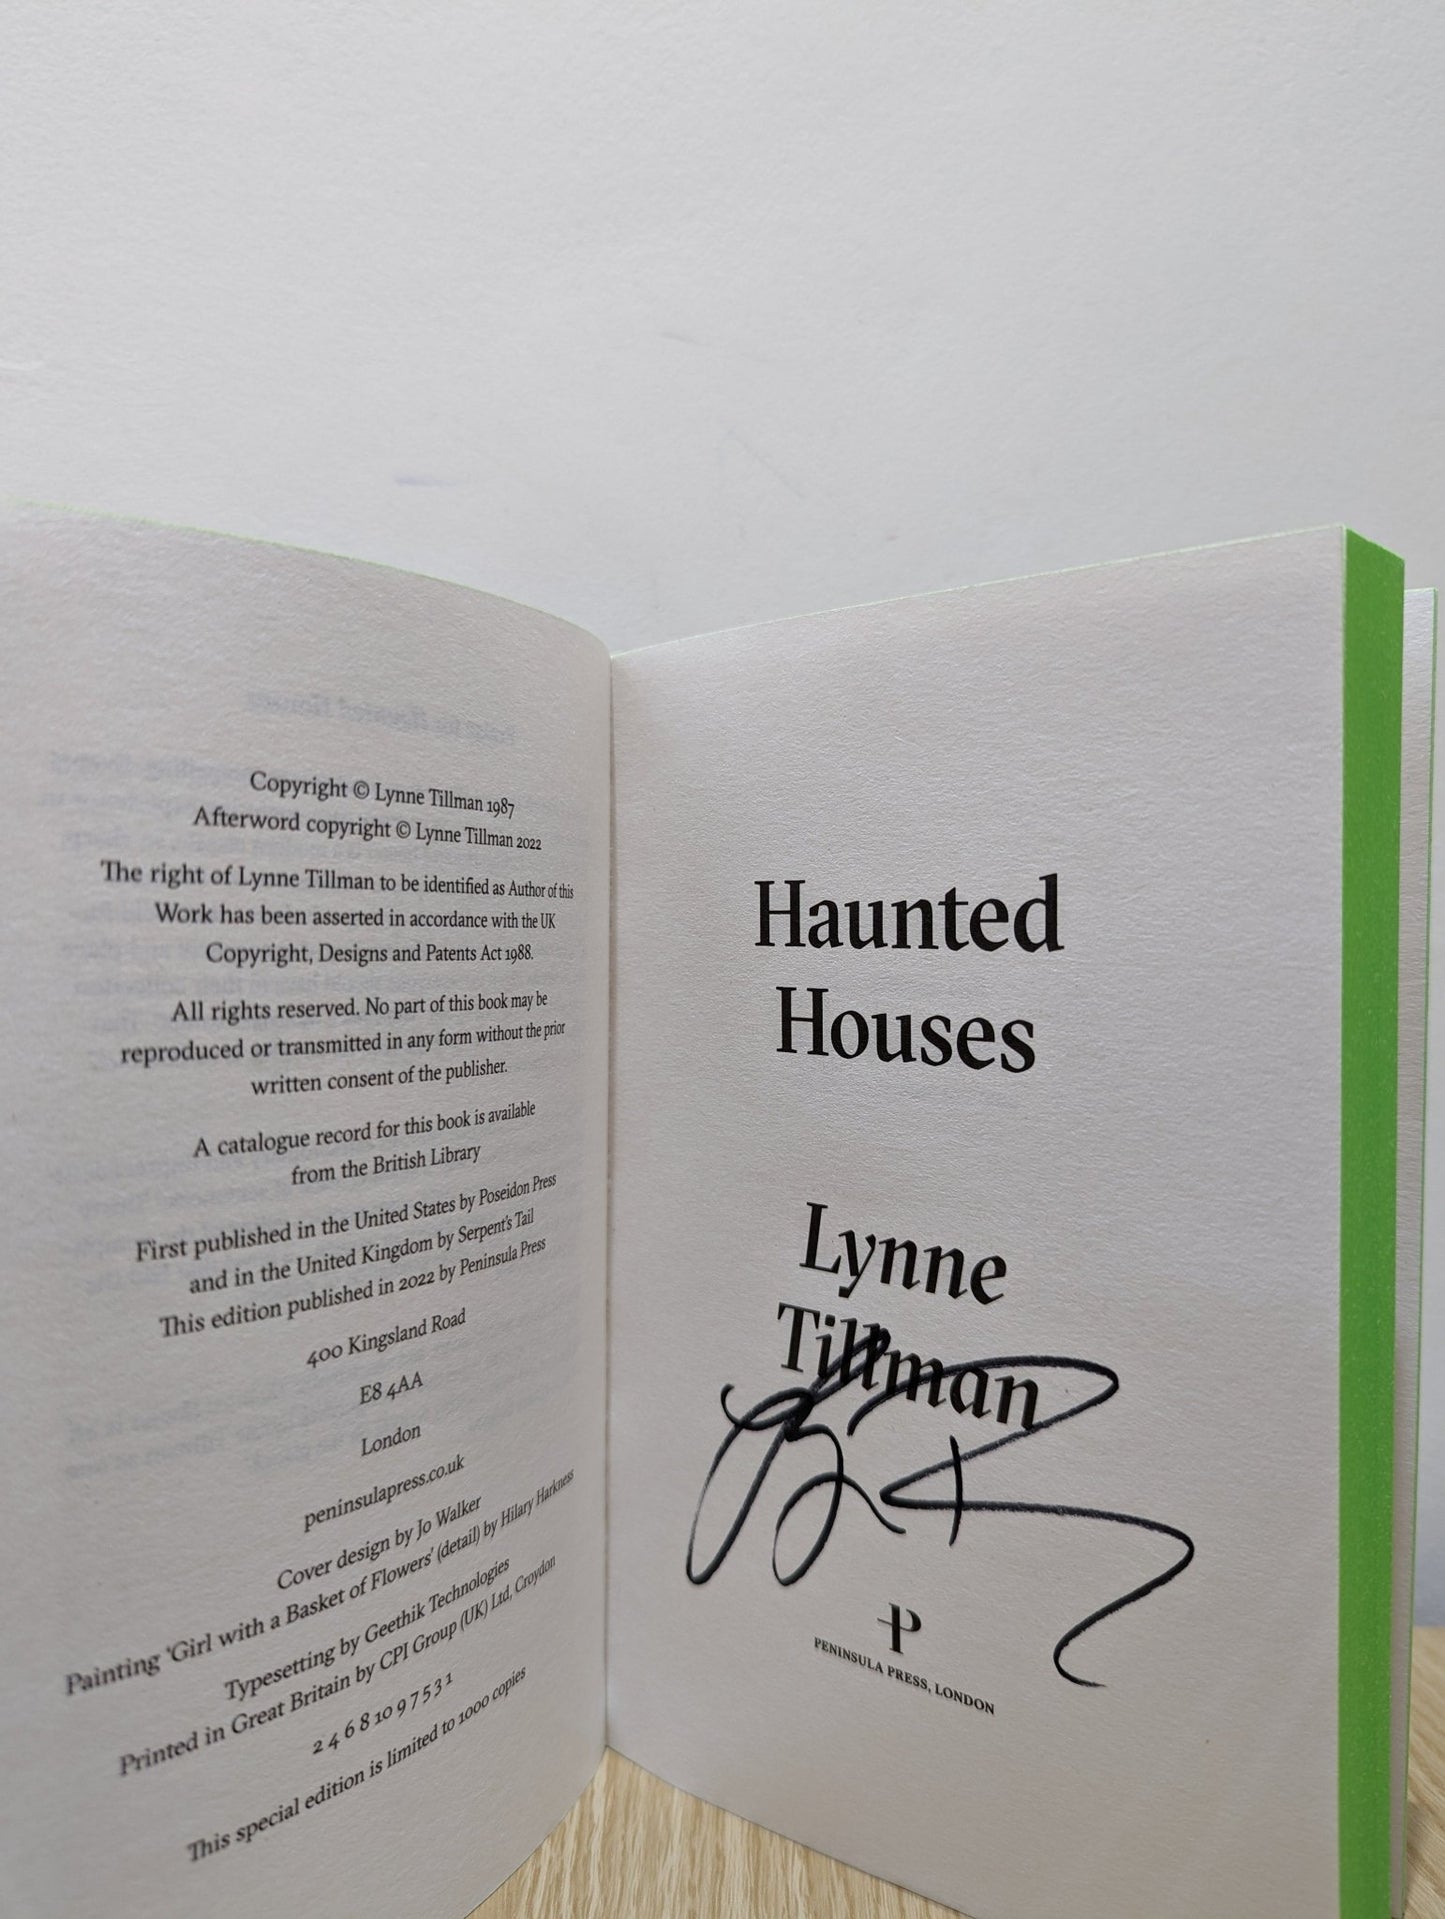 Copyright © Lynne Tillman 1987
Afterword copyright © Lynne Tillman 2022
The right of Lynne Tillman to be identified as Author of this
Work has been asserted in accordance with the UK
Copyright, Designs and Patents Act 1988.
All rights reserved. No part of this book may be
reproduced or transmitted in any form without the prior
written consent of the publisher.
A catalogue record for this book is available
from the British Library
First published in the United States by Poseidon Press
and in the United Kingdom by Serpent's Tail
This edition published in 2022 by Peninsula Press
400 Kingsland Road
E8 4AA
London
peninsulapress.co.uk
Cover design by Jo Walker
Painting 'Girl with a Basket of Flowers' (detail) by Hilary Harkness
Typesetting by Geethik Technologies
Printed in Great Britain by CPI Group (UK) Ltd, Croydon
2 4 6 8 10 9 7 5 3 1
This special edition is limited to 1000 copies
Haunted
Houses
Lynne
Tillman
P
PENINSULA PRESS, LONDON